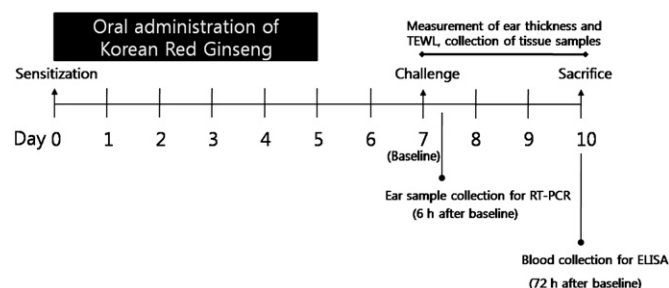 Oral administration of
Korean Red Ginseng
Measurement of ear thickness and
TEWL, collection of tissue samples
Sensitization
Challenge
Sacrifice
Day 0 1 2 3 4 5 6 7 8 9 10
(Baseline)
Ear sample collection for RT-PCR
(6 h after baseline)
Blood collection for ELISA
(72 h after baseline)